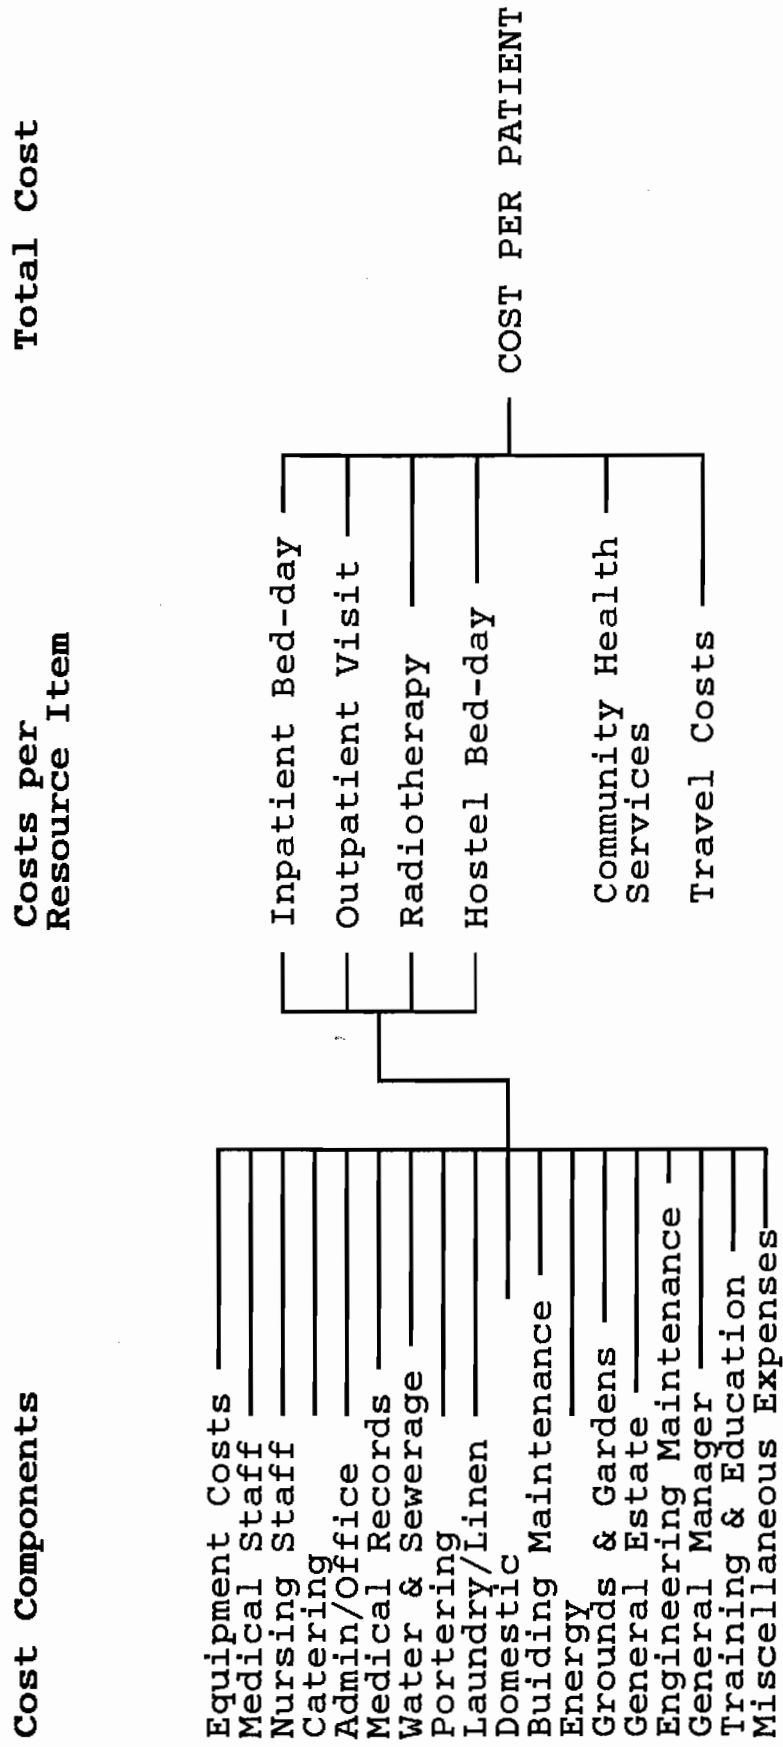 Cost Components
Costs per
Resource Item
Total Cost
Equipment Costs
Medical Staff
Nursing Staff
Catering
Admin/Office
Medical Records
Water & Sewerage
Portering
Laundry/Linen
Domestic
Buiding Maintenance
Energy
Grounds & Gardens
General Estate
Engineering Maintenance
General Manager
Training & Education
Miscellaneous Expenses
Inpatient Bed-day
Outpatient Visit
Radiotherapy
Hostel Bed-day
Community Health
Services
Travel Costs
COST PER PATIENT